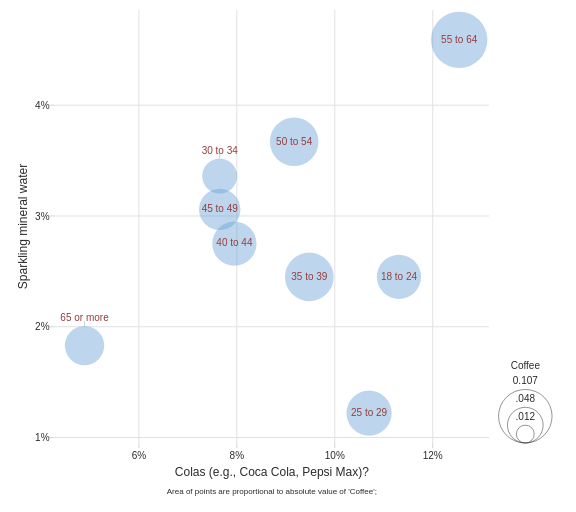 55 to 64
4%
50 to 54
30 to 34
Sparkling mineral water
3%
45 to 49
40 to 44
35 to 39
18 to 24
65 or more
2%
25 to 29
1%
Coffee
0.107
.048
.012
6%
8%
10%
12%
Colas (e.g., Coca Cola, Pepsi Max)?
Area of points are proportional to absolute value of 'Coffee';